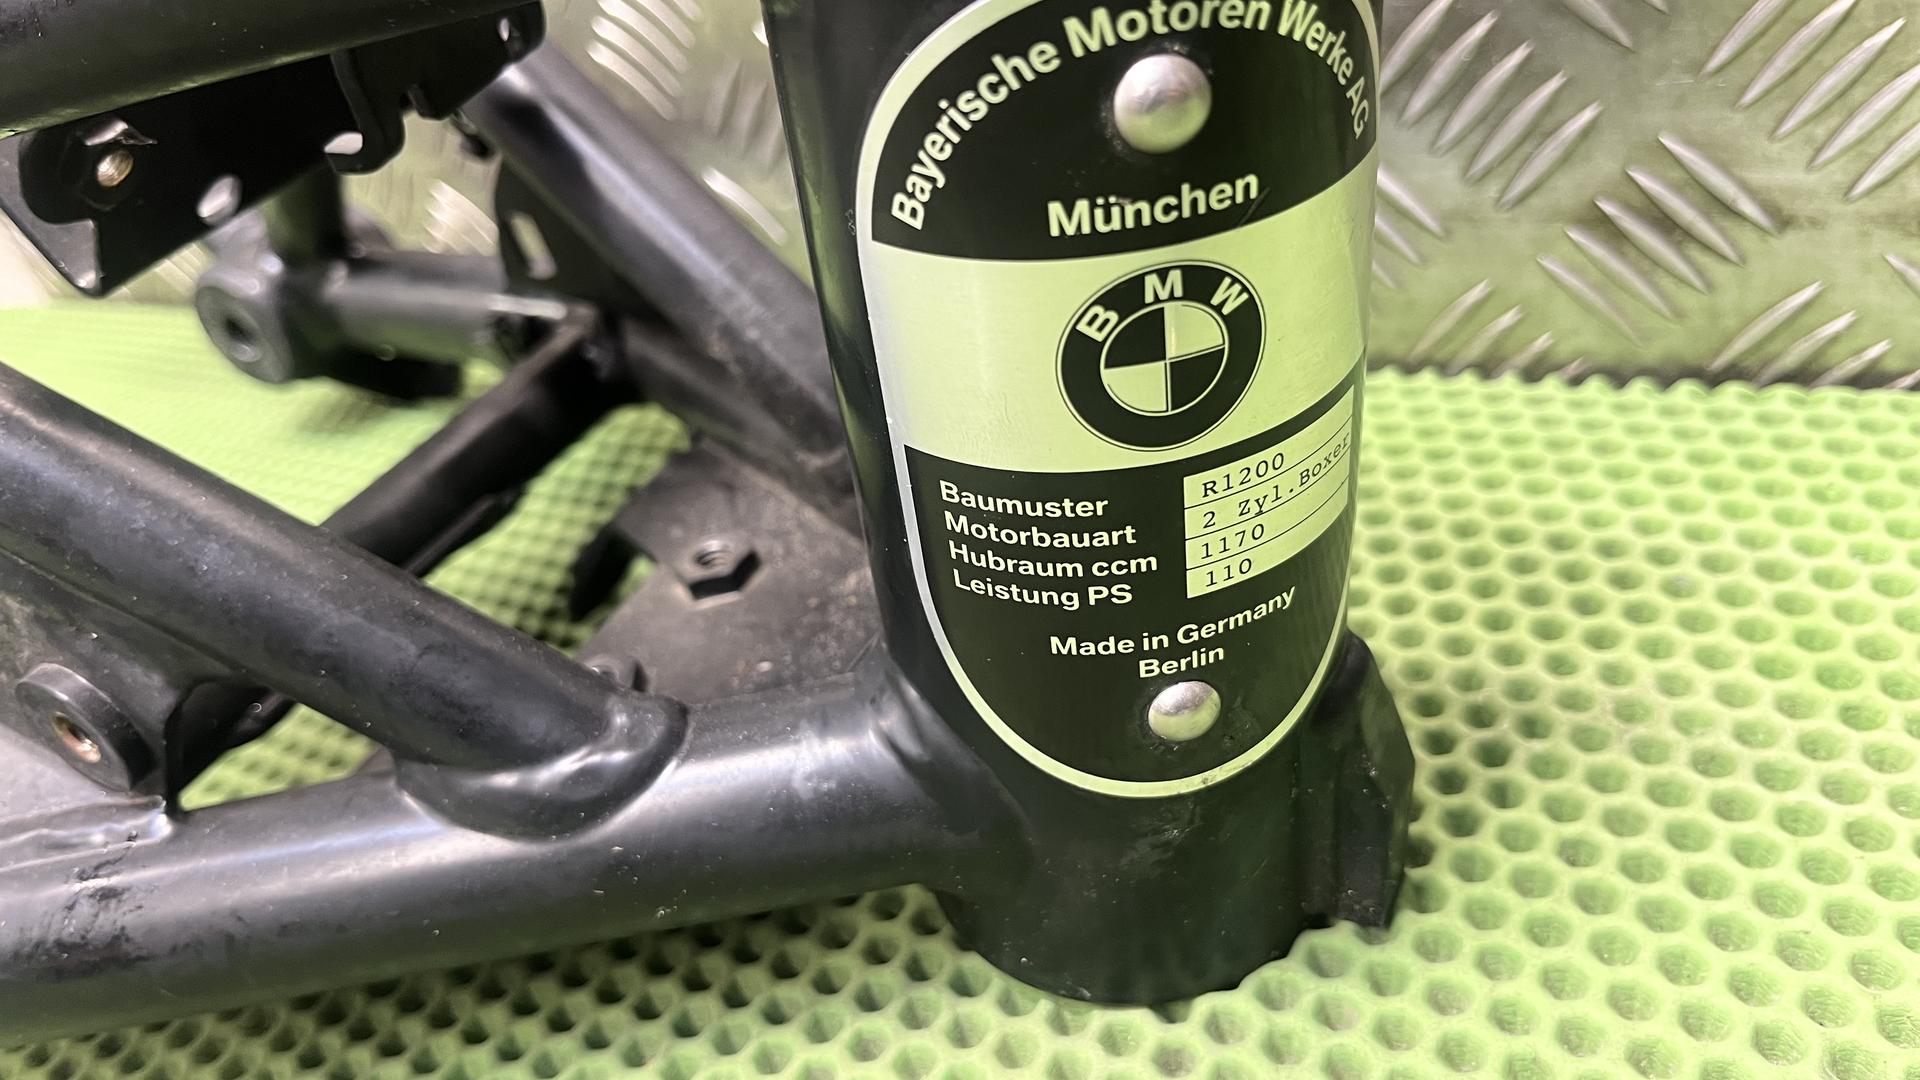 Bayerische Motoren Werke AG
München
BMW
Baumuster R1200
Motorbauart 2 Zyl.Boxer
Hubraum ccm 1170
Leistung PS 110
Made in Germany
Berlin